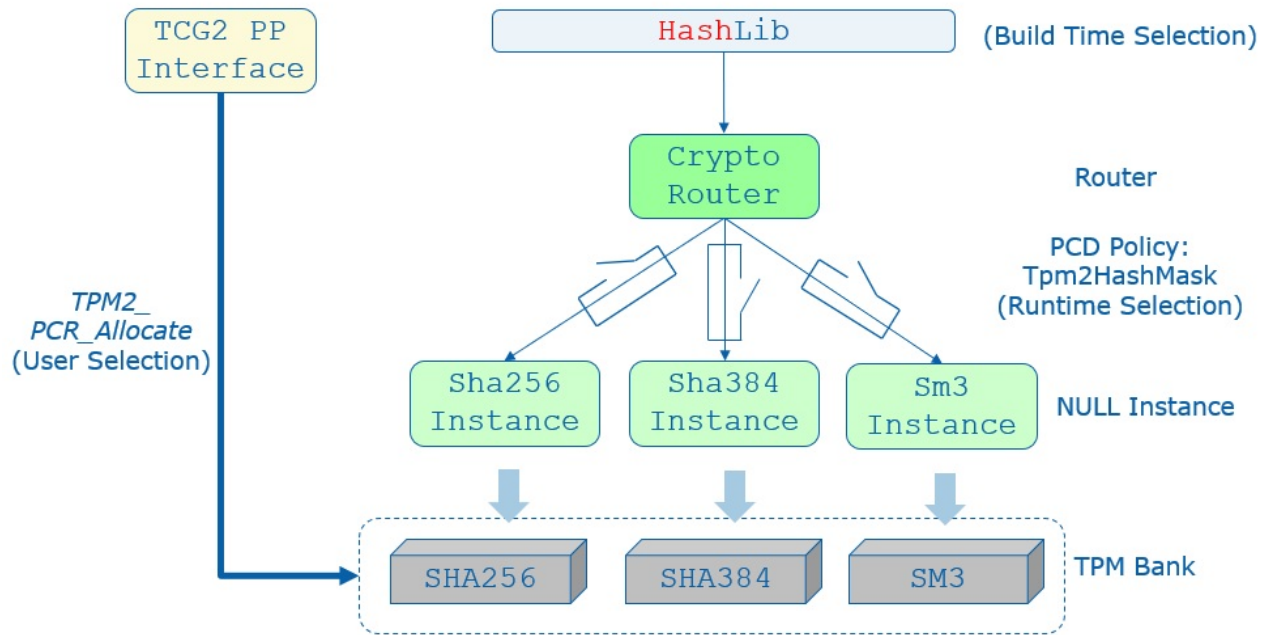 TCG2 PP
Interface
HashLib
(Build Time Selection)
Crypto
Router
Router
PCD Policy:
Tpm2HashMask
(Runtime Selection)
TPM2_
PCR_Allocate
(User Selection)
Sha256
Instance
Sha384
Instance
Sm3
Instance
NULL Instance
SHA256
SHA384
SM3
TPM Bank